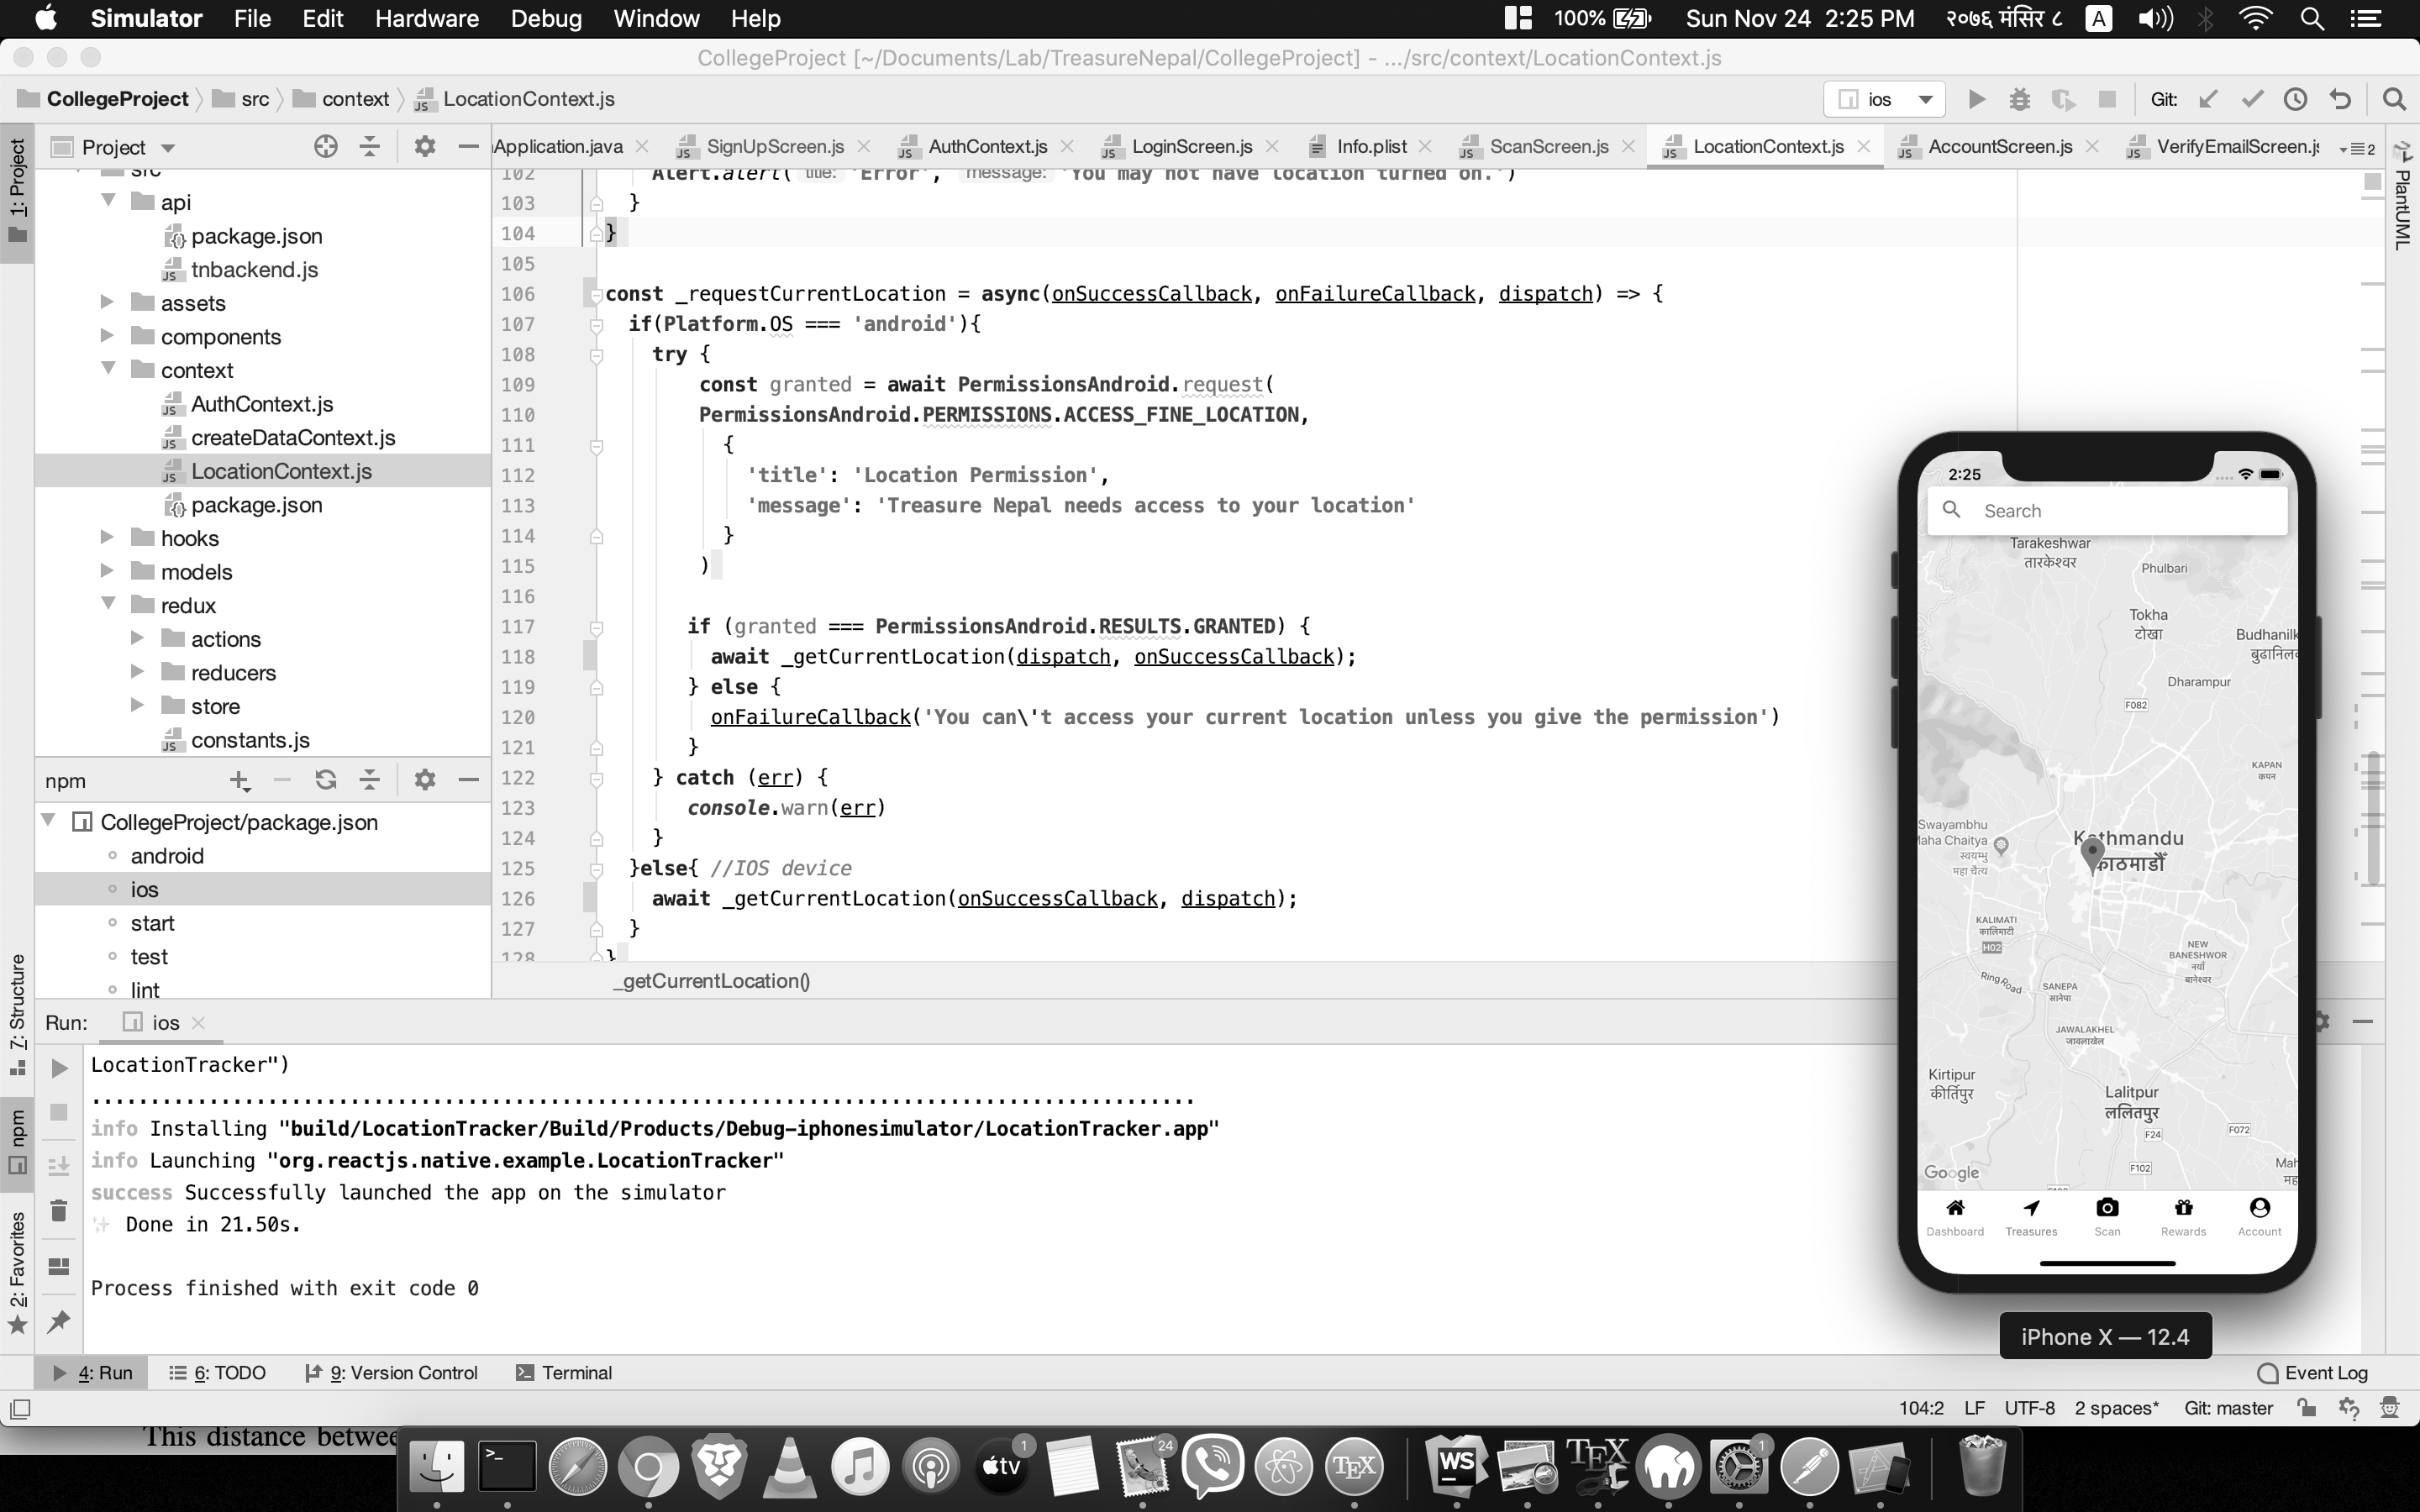 Simulator File Edit Hardware Debug Window Help 100% Sun Nov 24 2:25 PM २०७६ मंसिर ८ A
CollegeProject [~/Documents/Lab/TreasureNepal/CollegeProject] - .../src/context/LocationContext.js
CollegeProject src context LocationContext.js ios Git:
1: Project
Project
Application.java SignUpScreen.js AuthContext.js LoginScreen.js Info.plist ScanScreen.js LocationContext.js AccountScreen.js VerifyEmailScreen.js 2
PlantUML
src
api
package.json
tnbackend.js
assets
components
context
AuthContext.js
createDataContext.js
LocationContext.js
package.json
hooks
models
redux
actions
reducers
store
constants.js
102 Alert.alert( title: 'Error', message: 'You may not have location turned on.')
103 }
104 }
105
106 const _requestCurrentLocation = async(onSuccessCallback, onFailureCallback, dispatch) => {
107 if(Platform.OS === 'android'){
108 try {
109 const granted = await PermissionsAndroid.request(
110 PermissionsAndroid.PERMISSIONS.ACCESS_FINE_LOCATION,
111 {
112 'title': 'Location Permission',
113 'message': 'Treasure Nepal needs access to your location'
114 }
115 )
116
117 if (granted === PermissionsAndroid.RESULTS.GRANTED) {
118 await _getCurrentLocation(dispatch, onSuccessCallback);
119 } else {
120 onFailureCallback('You can\'t access your current location unless you give the permission')
121 }
122 } catch (err) {
123 console.warn(err)
124 }
125 }else{ //IOS device
126 await _getCurrentLocation(onSuccessCallback, dispatch);
127 }
128 }
_getCurrentLocation()
npm
CollegeProject/package.json
android
ios
start
test
lint
7: Structure
npm
2: Favorites
Run: ios
LocationTracker")
..............................................................................................
info Installing "build/LocationTracker/Build/Products/Debug-iphonesimulator/LocationTracker.app"
info Launching "org.reactjs.native.example.LocationTracker"
success Successfully launched the app on the simulator
✨ Done in 21.50s.
Process finished with exit code 0
2:25
Search
Tarakeshwar
तारकेश्वर
Phulbari
Tokha
टोखा
Budhanilk
Dharampur
F082
KAPAN
कपन
Swayambhu
Maha Chaitya
स्वयम्भु
महा चैत्य
Kathmandu
काठमाडौँ
KALIMATI
कालिमाटी
H02
NEW
BANESHWOR
नयाँ
बानेश्वर
Ring Road
SANEPA
सानेपा
JAWALAKHEL
जावलाखेल
Kirtipur
कीर्तिपुर
Lalitpur
ललितपुर
F24
F072
F102
Google
Dashboard Treasures Scan Rewards Account
iPhone X — 12.4
4: Run 6: TODO 9: Version Control Terminal Event Log
104:2 LF UTF-8 2 spaces* Git: master
This distance betwee
>_ tv 1 24 TEX WS TEX 1